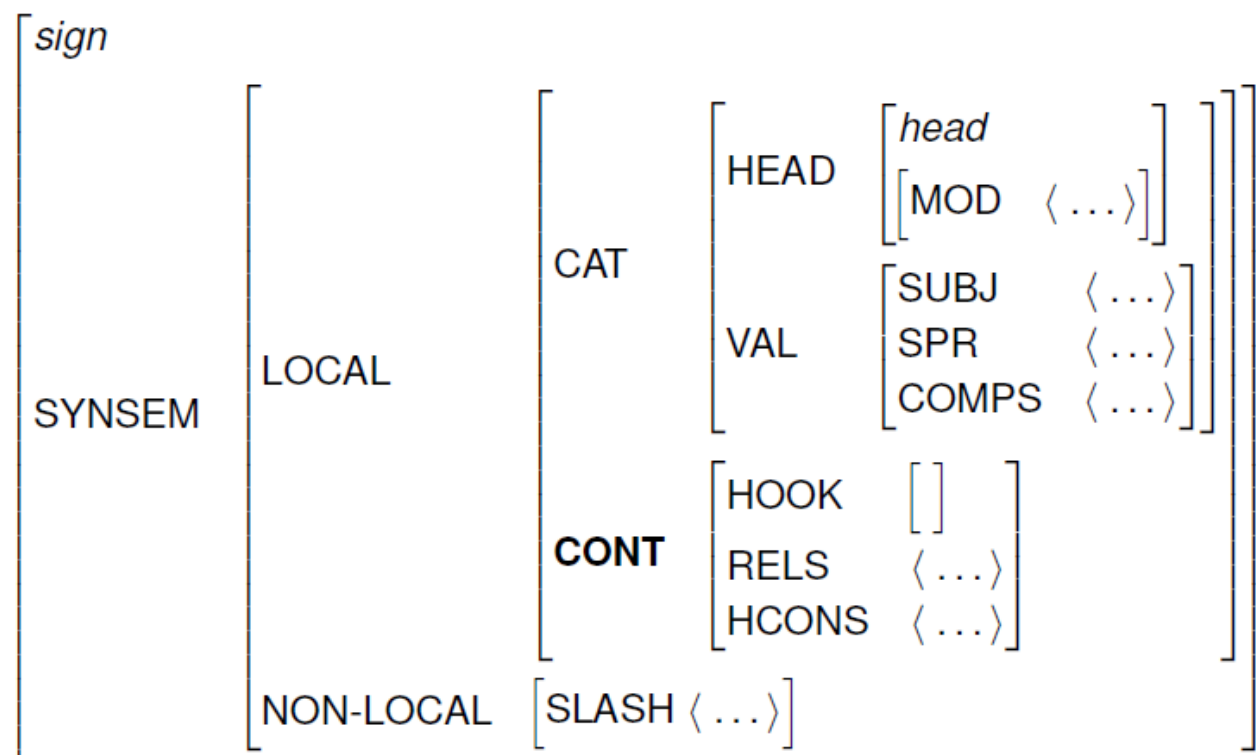 sign
HEAD [head
[MOD ⟨ . . . ⟩]]
CAT
SUBJ ⟨ . . . ⟩
VAL SPR ⟨ . . . ⟩
LOCAL
COMPS ⟨ . . . ⟩
SYNSEM
HOOK [ ]
CONT RELS ⟨ . . . ⟩
HCONS ⟨ . . . ⟩
NON-LOCAL [SLASH ⟨ . . . ⟩]